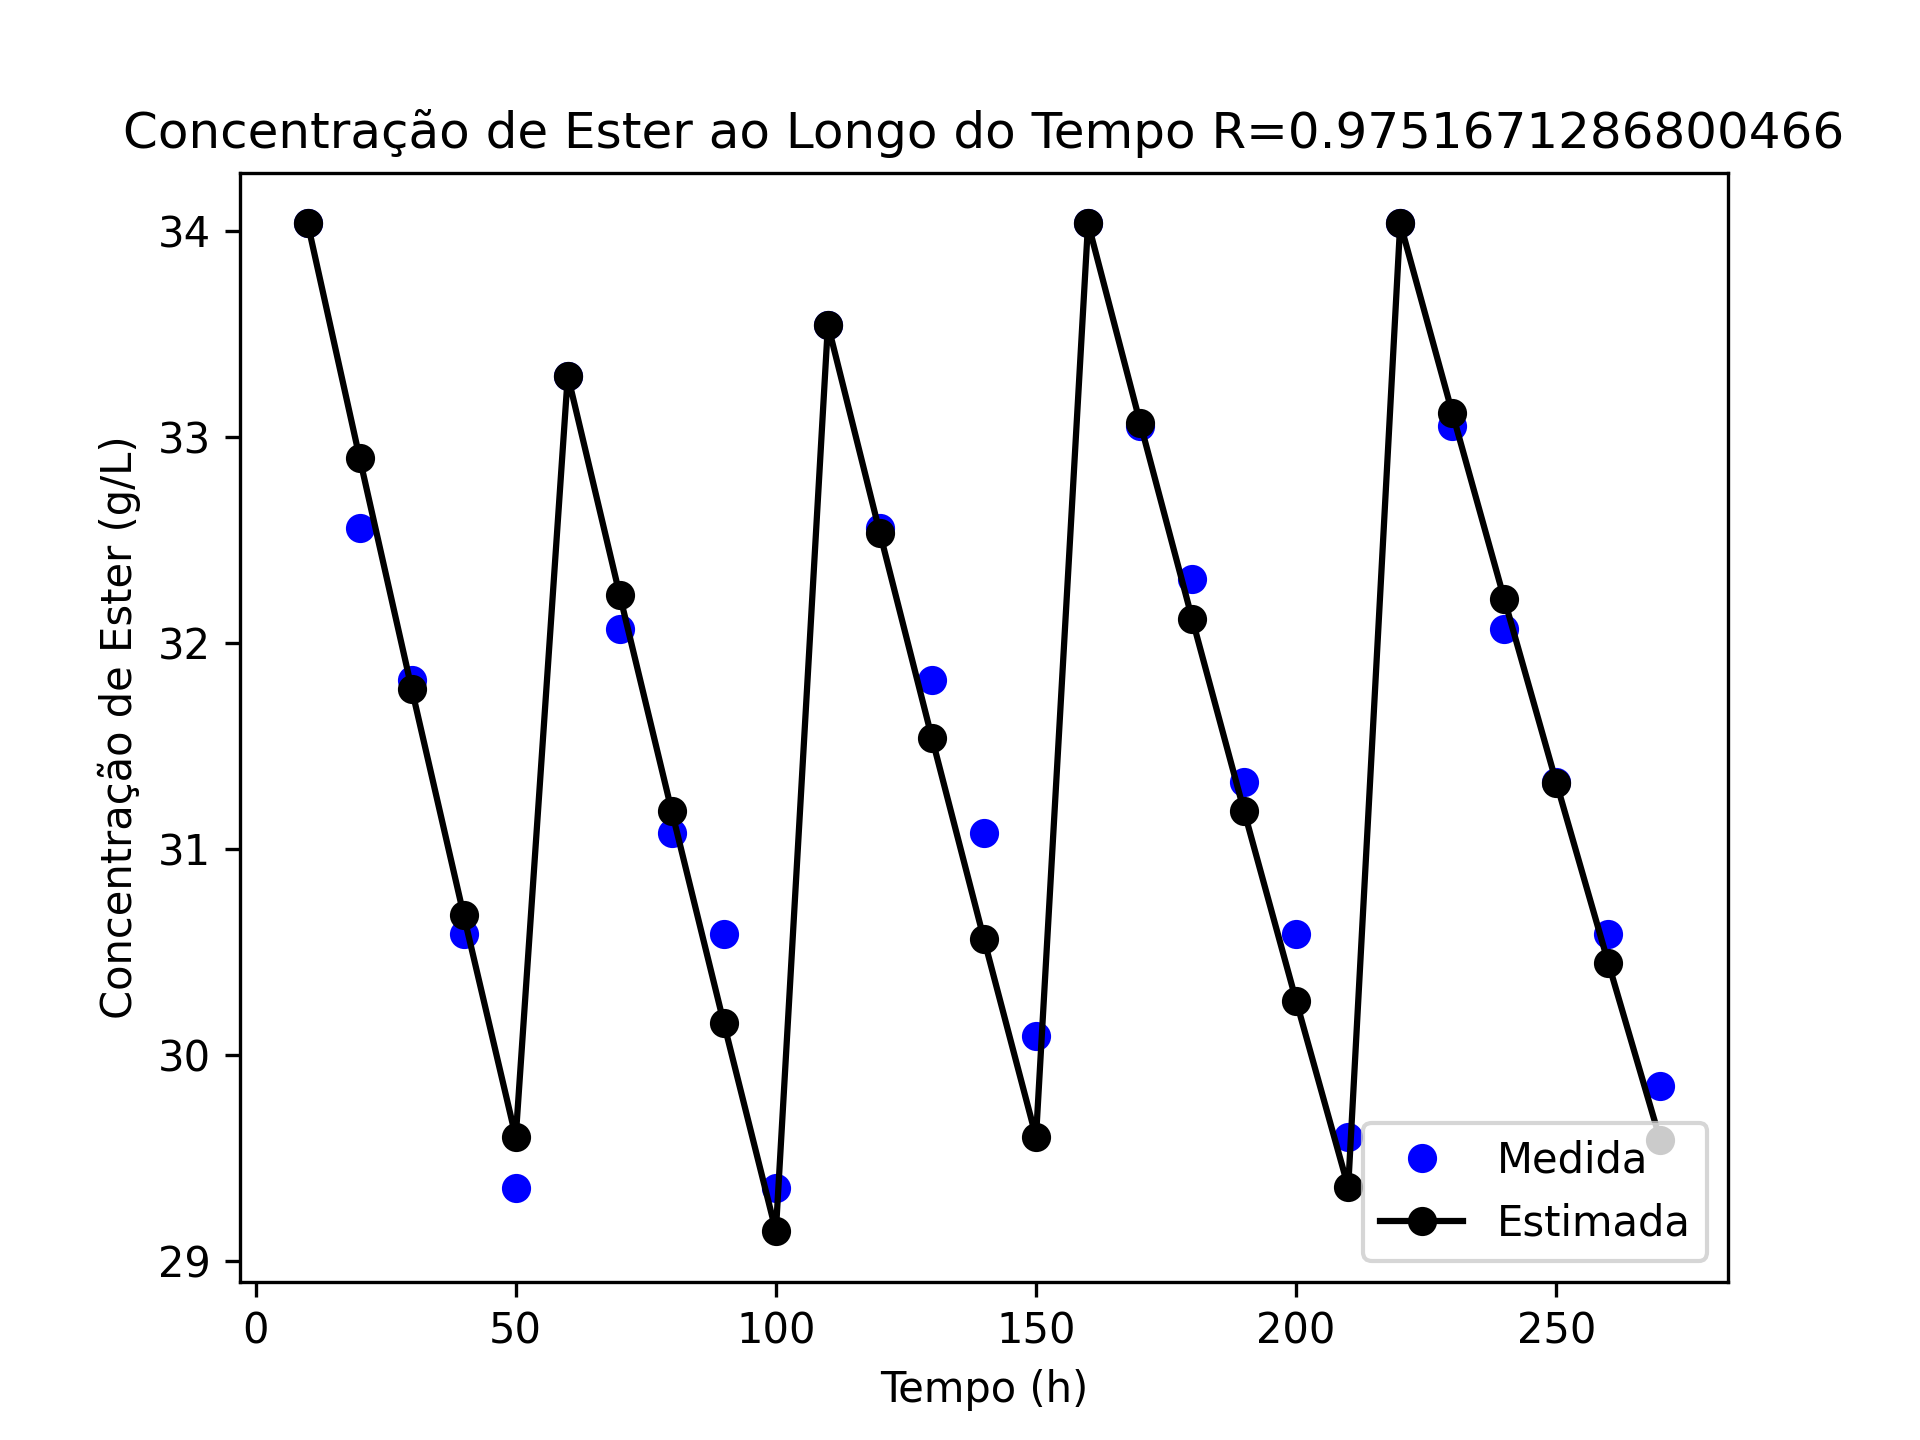 Concentração de Ester ao Longo do Tempo R=0.9751671286800466
Concentração de Ester (g/L)
34
33
32
31
30
29
0 50 100 150 200 250
Tempo (h)
Medida
Estimada